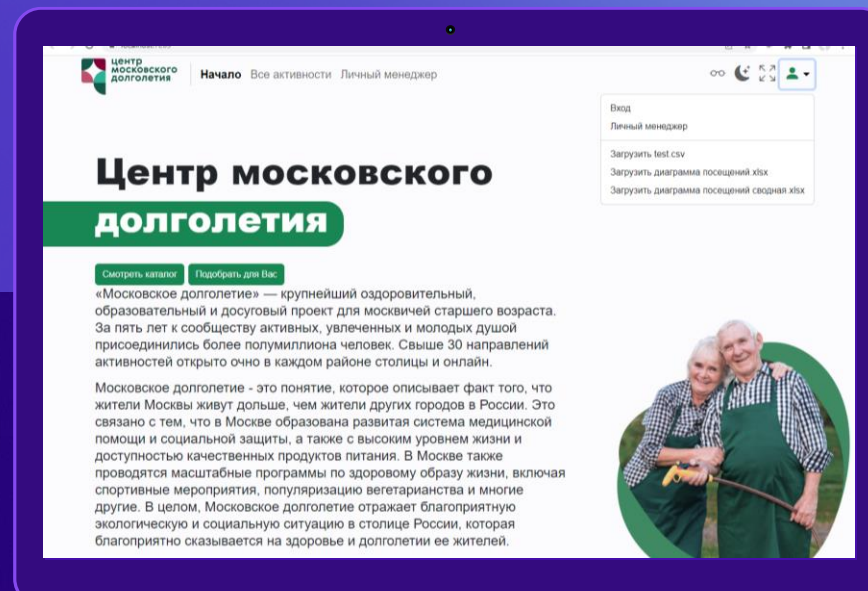 центр
московского
долголетия
Начало Все активности Личный менеджер
Вход
Личный менеджер
Загрузить test.csv
Загрузить диаграмма посещений.xlsx
Загрузить диаграмма посещений сводная.xlsx
Центр московского
долголетия
Смотреть каталог Подобрать для Вас
«Московское долголетие» — крупнейший оздоровительный,
образовательный и досуговый проект для москвичей старшего возраста.
За пять лет к сообществу активных, увлеченных и молодых душой
присоединились более полумиллиона человек. Свыше 30 направлений
активностей открыто очно в каждом районе столицы и онлайн.
Московское долголетие - это понятие, которое описывает факт того, что
жители Москвы живут дольше, чем жители других городов в России. Это
связано с тем, что в Москве образована развитая система медицинской
помощи и социальной защиты, а также с высоким уровнем жизни и
доступностью качественных продуктов питания. В Москве также
проводятся масштабные программы по здоровому образу жизни, включая
спортивные мероприятия, популяризацию вегетарианства и многие
другие. В целом, Московское долголетие отражает благоприятную
экологическую и социальную ситуацию в столице России, которая
благоприятно сказывается на здоровье и долголетии ее жителей.